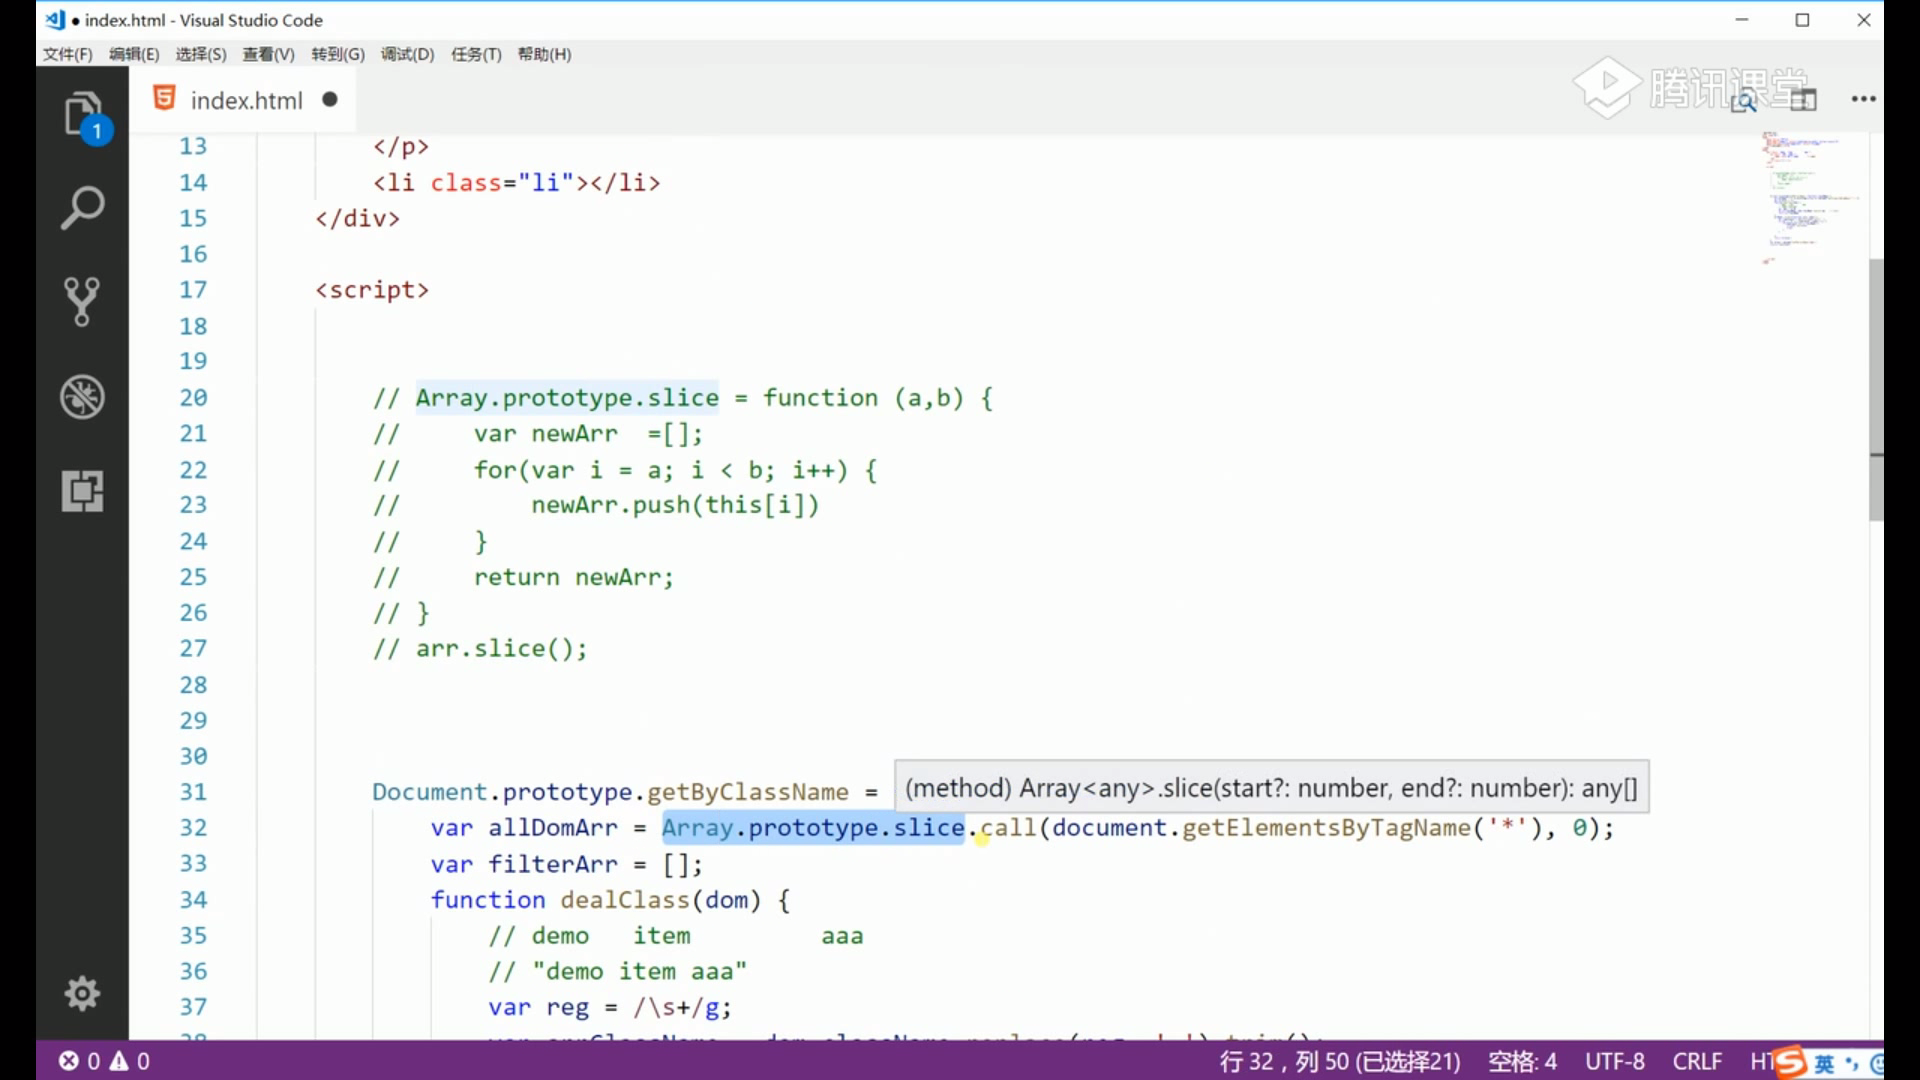 ● index.html - Visual Studio Code
文件(F) 编辑(E) 选择(S) 查看(V) 转到(G) 调试(D) 任务(T) 帮助(H)
index.html ●
腾讯课堂
1
13 </p>
14 <li class="li"></li>
15 </div>
16
17 <script>
18
19
20 // Array.prototype.slice = function (a,b) {
21 // var newArr =[];
22 // for(var i = a; i < b; i++) {
23 // newArr.push(this[i])
24 // }
25 // return newArr;
26 // }
27 // arr.slice();
28
29
30
(method) Array<any>.slice(start?: number, end?: number): any[]
31 Document.prototype.getByClassName =
32 var allDomArr = Array.prototype.slice.call(document.getElementsByTagName('*'), 0);
33 var filterArr = [];
34 function dealClass(dom) {
35 // demo item aaa
36 // "demo item aaa"
37 var reg = /\s+/g;
0 0 行 32，列 50 (已选择21) 空格: 4 UTF-8 CRLF HT 英